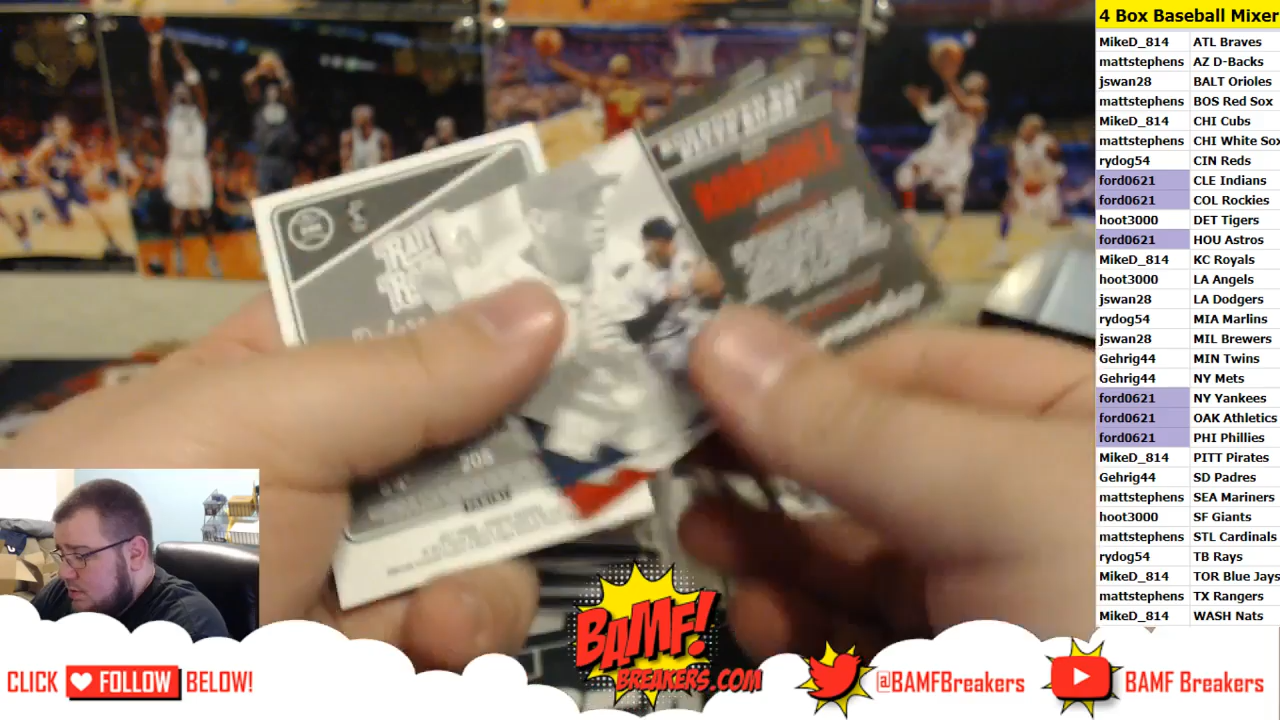 4 Box Baseball Mixer
MikeD_814 ATL Braves
mattstephens AZ D-Backs
jswan28 BALT Orioles
mattstephens BOS Red Sox
MikeD_814 CHI Cubs
mattstephens CHI White Sox
rydog54 CIN Reds
ford0621 CLE Indians
ford0621 COL Rockies
hoot3000 DET Tigers
ford0621 HOU Astros
MikeD_814 KC Royals
hoot3000 LA Angels
jswan28 LA Dodgers
rydog54 MIA Marlins
jswan28 MIL Brewers
Gehrig44 MIN Twins
Gehrig44 NY Mets
ford0621 NY Yankees
ford0621 OAK Athletics
ford0621 PHI Phillies
MikeD_814 PITT Pirates
Gehrig44 SD Padres
mattstephens SEA Mariners
hoot3000 SF Giants
mattstephens STL Cardinals
rydog54 TB Rays
MikeD_814 TOR Blue Jays
mattstephens TX Rangers
MikeD_814 WASH Nats
BAMF!
BREAKERS.COM
CLICK FOLLOW BELOW!
@BAMFBreakers
BAMF Breakers